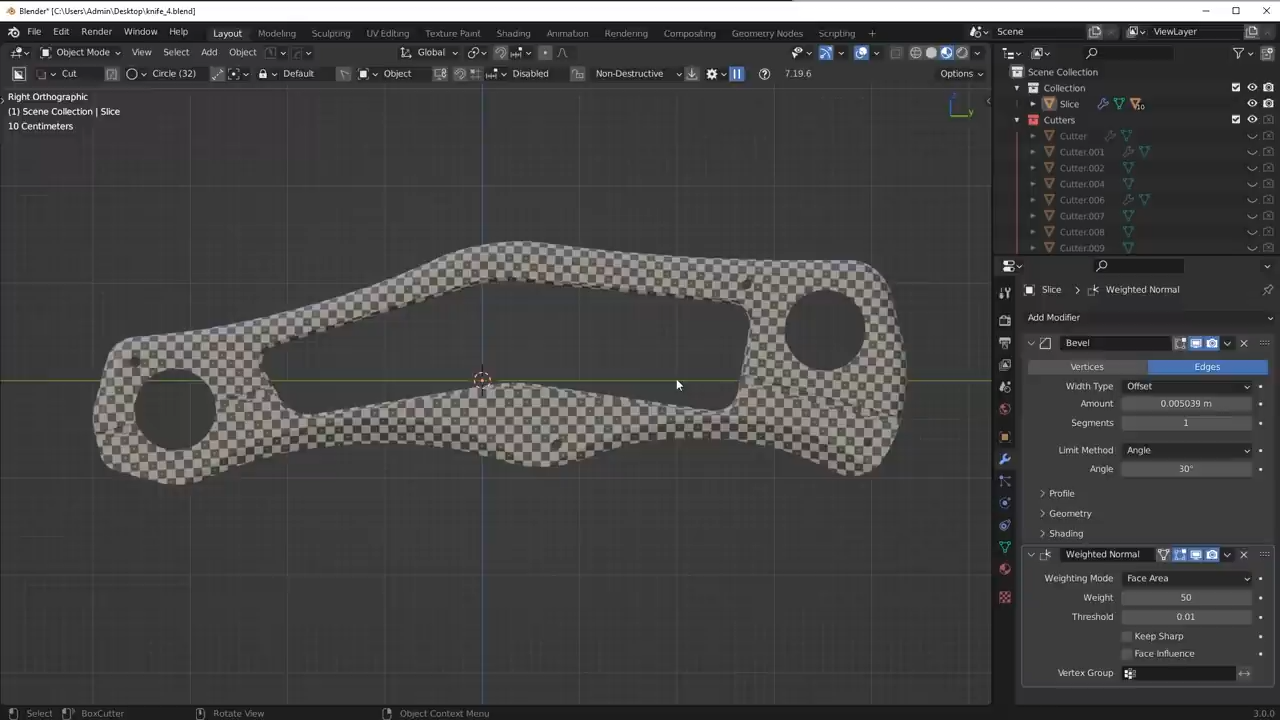 Blender* [C:\Users\Admin\Desktop\knife_4.blend]
File Edit Render Window Help Layout Modeling Sculpting UV Editing Texture Paint Shading Animation Rendering Compositing Geometry Nodes Scripting + Scene ViewLayer
Object Mode View Select Add Object Global
Cut Circle (32) Default Object Disabled Non-Destructive 7.19.6 Options
Right Orthographic
(1) Scene Collection | Slice
10 Centimeters
Scene Collection
Collection
Slice 10
Cutters
Cutter
Cutter.001
Cutter.002
Cutter.004
Cutter.006
Cutter.007
Cutter.008
Cutter.009
Slice > Weighted Normal
Add Modifier
Bevel
Vertices Edges
Width Type Offset
Amount 0.005039 m
Segments 1
Limit Method Angle
Angle 30°
Profile
Geometry
Shading
Weighted Normal
Weighting Mode Face Area
Weight 50
Threshold 0.01
Keep Sharp
Face Influence
Vertex Group
Select BoxCutter Rotate View Object Context Menu 3.0.0